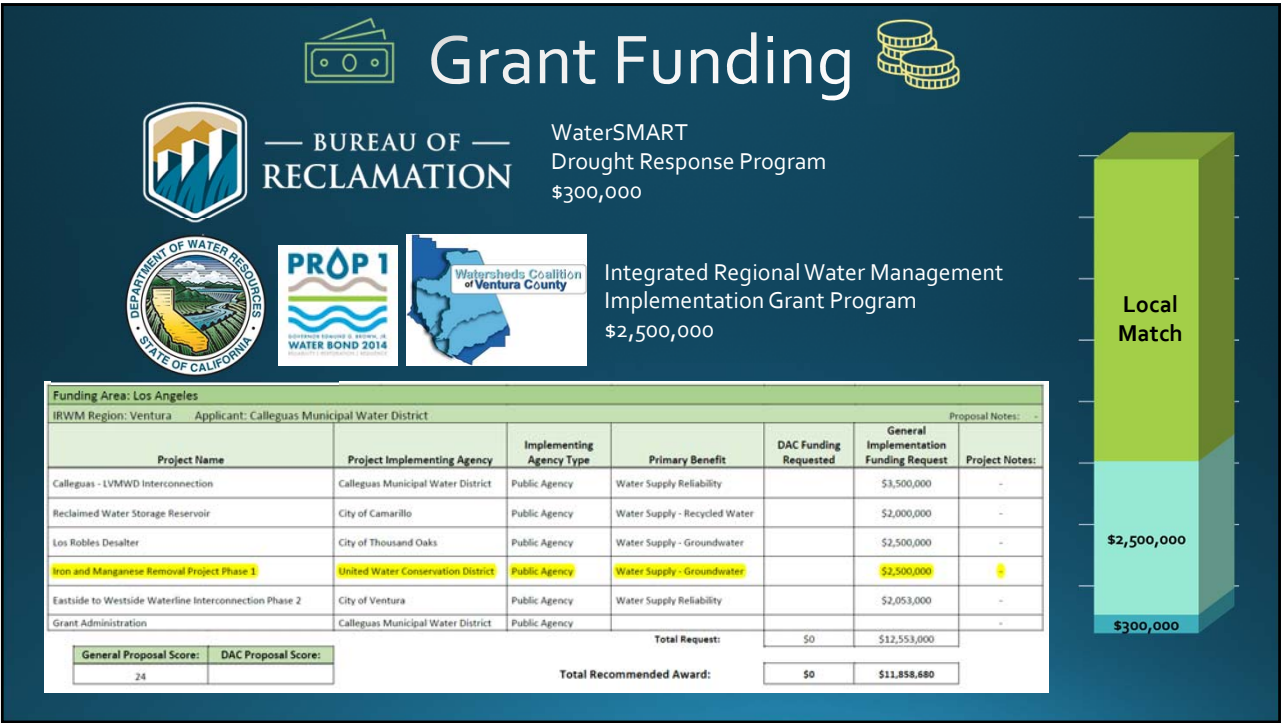 Grant Funding
BUREAU OF
RECLAMATION
WaterSMART
Drought Response Program
$300,000
DEPARTMENT OF WATER RESOURCES
STATE OF CALIFORNIA
PROP 1
GOVERNOR EDMUND G. BROWN, JR.
WATER BOND 2014
Watersheds Coalition
of Ventura County
Integrated Regional Water Management
Implementation Grant Program
$2,500,000
Funding Area: Los Angeles
IRWM Region: Ventura Applicant: Calleguas Municipal Water District Proposal Notes: -
Project Name Project Implementing Agency Implementing Agency Type Primary Benefit DAC Funding Requested General Implementation Funding Request Project Notes:
Calleguas - LVMWD Interconnection Calleguas Municipal Water District Public Agency Water Supply Reliability $3,500,000 -
Reclaimed Water Storage Reservoir City of Camarillo Public Agency Water Supply - Recycled Water $2,000,000 -
Los Robles Desalter City of Thousand Oaks Public Agency Water Supply - Groundwater $2,500,000 -
Iron and Manganese Removal Project Phase 1 United Water Conservation District Public Agency Water Supply - Groundwater $2,500,000 -
Eastside to Westside Waterline Interconnection Phase 2 City of Ventura Public Agency Water Supply Reliability $2,053,000 -
Grant Administration Calleguas Municipal Water District Public Agency -
Total Request: $0 $12,553,000
General Proposal Score: DAC Proposal Score:
24
Total Recommended Award: $0 $11,858,680
Local
Match
$2,500,000
$300,000